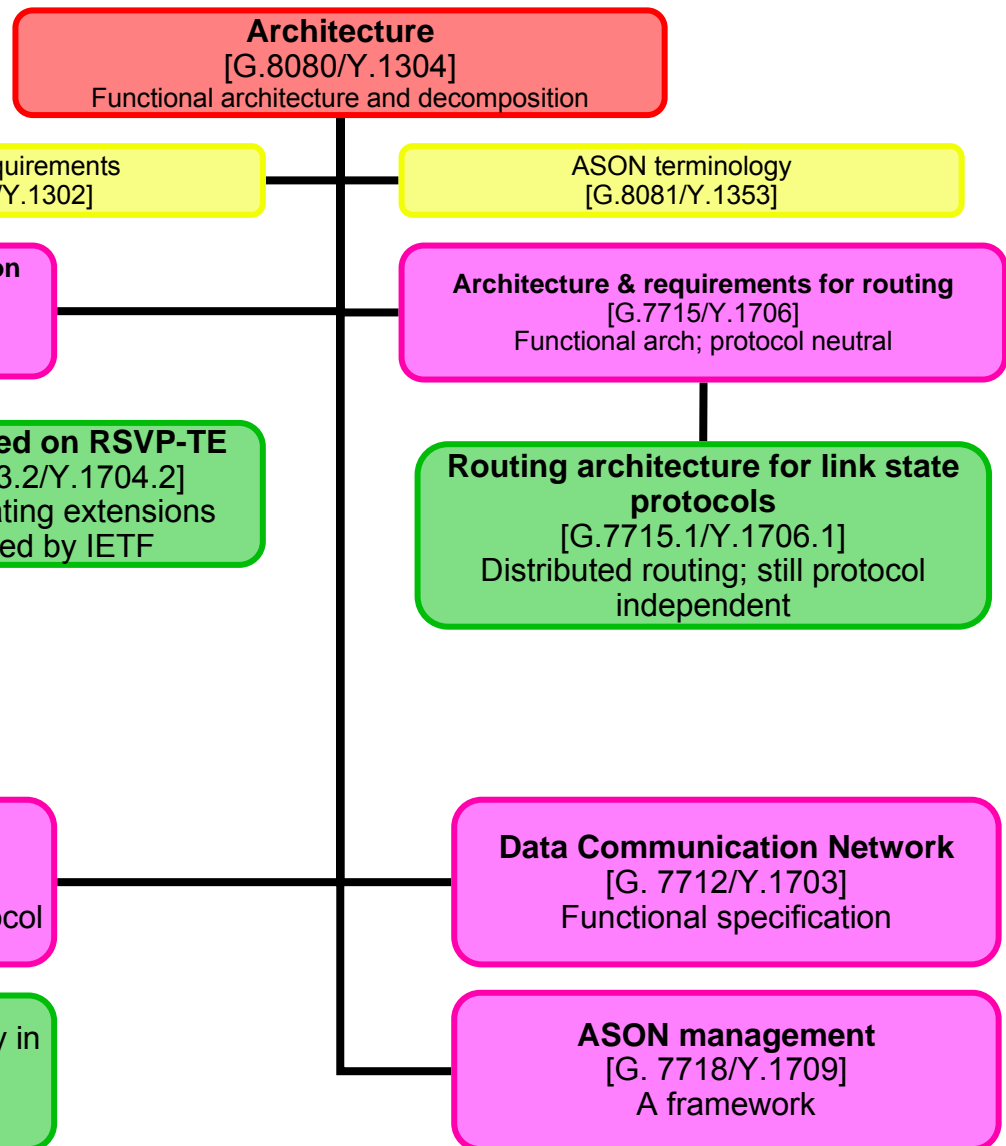 Architecture
[G.8080/Y.1304]
Functional architecture and decomposition
quirements
/Y.1302]
ASON terminology
[G.8081/Y.1353]
on
Architecture & requirements for routing
[G.7715/Y.1706]
Functional arch; protocol neutral
ed on RSVP-TE
3.2/Y.1704.2]
ating extensions
ed by IETF
Routing architecture for link state
protocols
[G.7715.1/Y.1706.1]
Distributed routing; still protocol
independent
ocol
Data Communication Network
[G. 7712/Y.1703]
Functional specification
y in
ASON management
[G. 7718/Y.1709]
A framework